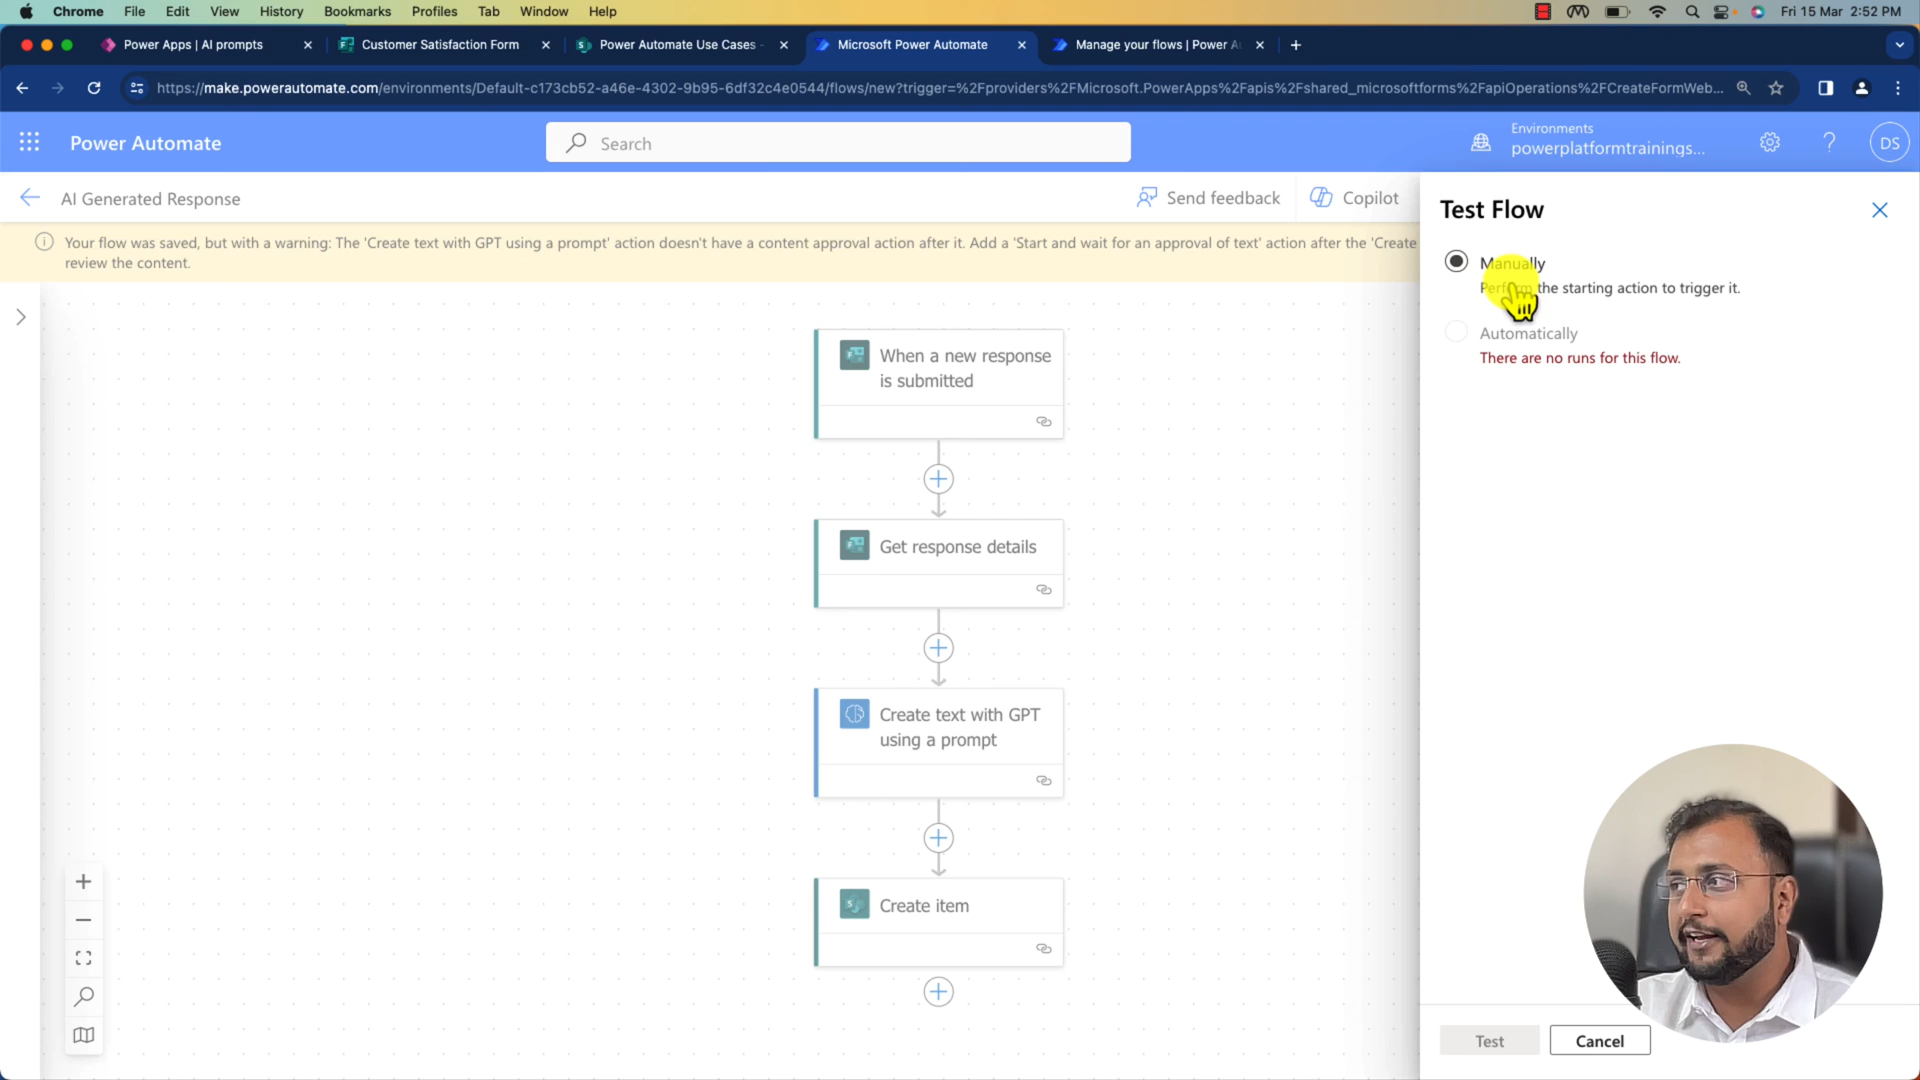 Chrome File Edit View History Bookmarks Profiles Tab Window Help Fri 15 Mar 2:52 PM
Power Apps | AI prompts Customer Satisfaction Form Power Automate Use Cases - Microsoft Power Automate Manage your flows | Power Au
https://make.powerautomate.com/environments/Default-c173cb52-a46e-4302-9b95-6df32c4e0544/flows/new?trigger=%2Fproviders%2FMicrosoft.PowerApps%2Fapis%2Fshared_microsoftforms%2FapiOperations%2FCreateFormWeb...
Power Automate Search Environments
powerplatformtrainings... DS
AI Generated Response Send feedback Copilot
Your flow was saved, but with a warning: The 'Create text with GPT using a prompt' action doesn't have a content approval action after it. Add a 'Start and wait for an approval of text' action after the 'Create
review the content.
When a new response
is submitted
Get response details
Create text with GPT
using a prompt
Create item
Test Flow
Manually
Perform the starting action to trigger it.
Automatically
There are no runs for this flow.
Test Cancel